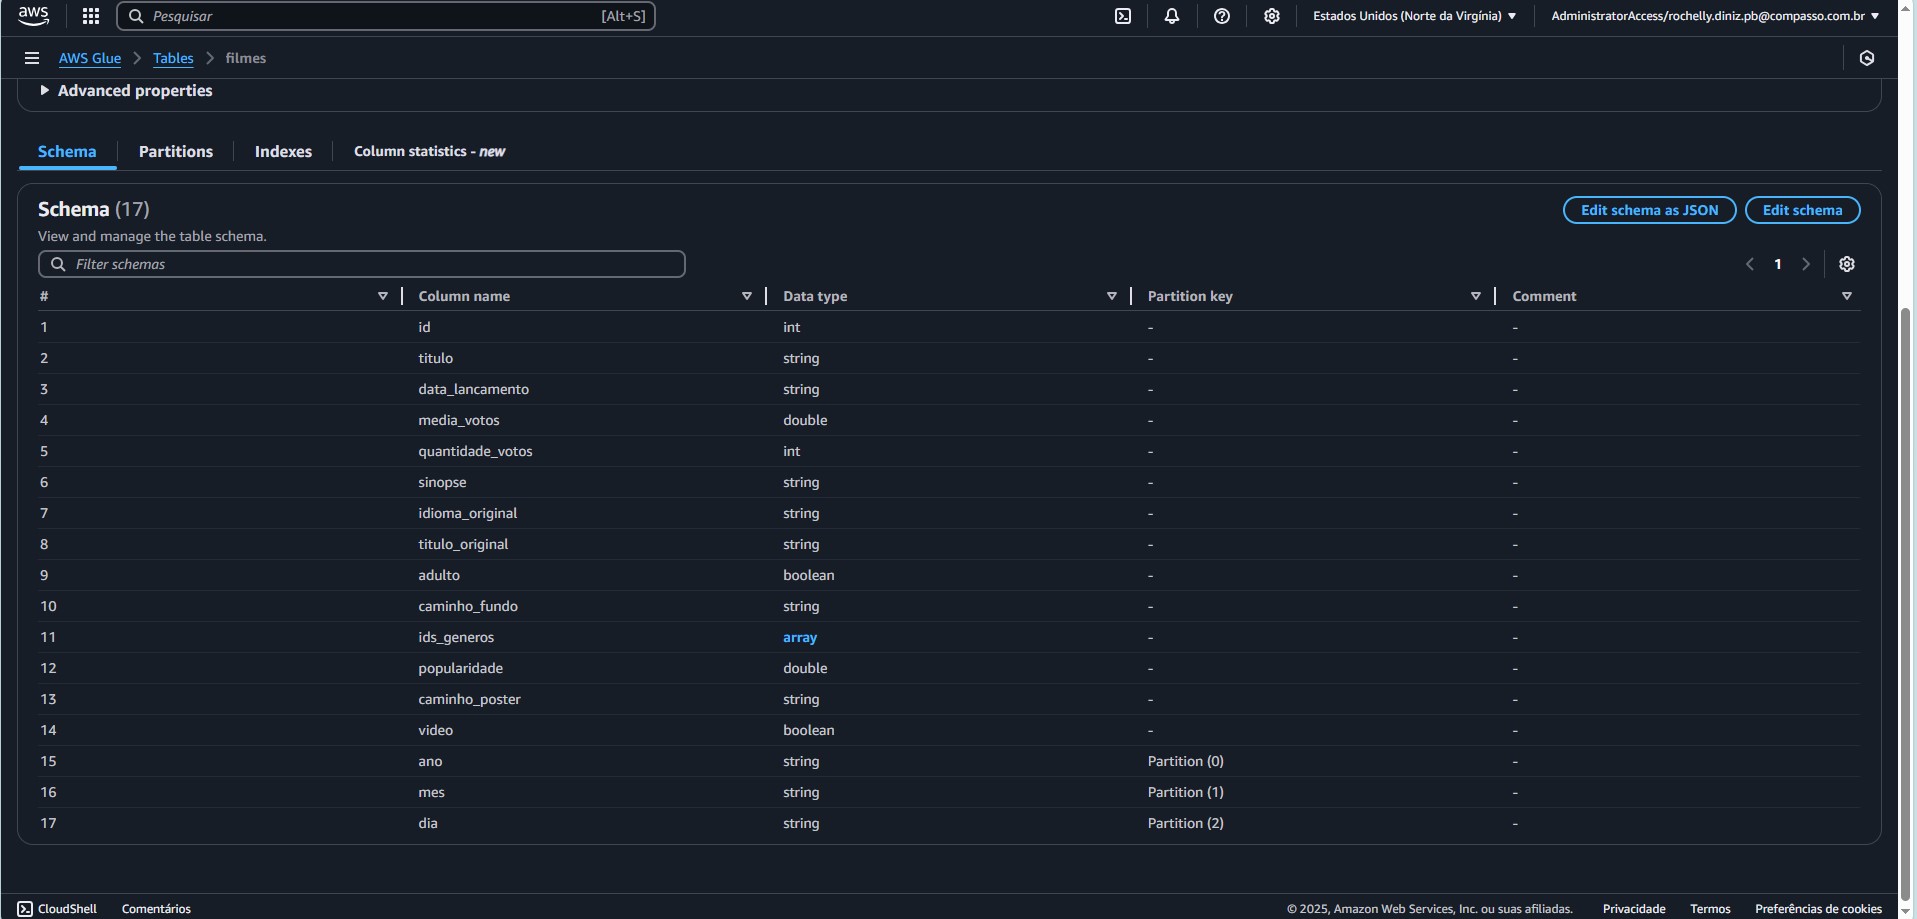 aws Pesquisar [Alt+S] Estados Unidos (Norte da Virgínia) AdministratorAccess/rochelly.diniz.pb@compasso.com.br
AWS Glue Tables filmes
Advanced properties
Schema Partitions Indexes Column statistics - new
Schema (17) Edit schema as JSON Edit schema
View and manage the table schema.
Filter schemas 1
# Column name Data type Partition key Comment
1 id int - -
2 titulo string - -
3 data_lancamento string - -
4 media_votos double - -
5 quantidade_votos int - -
6 sinopse string - -
7 idioma_original string - -
8 titulo_original string - -
9 adulto boolean - -
10 caminho_fundo string - -
11 ids_generos array - -
12 popularidade double - -
13 caminho_poster string - -
14 video boolean - -
15 ano string Partition (0) -
16 mes string Partition (1) -
17 dia string Partition (2) -
CloudShell Comentários © 2025, Amazon Web Services, Inc. ou suas afiliadas. Privacidade Termos Preferências de cookies